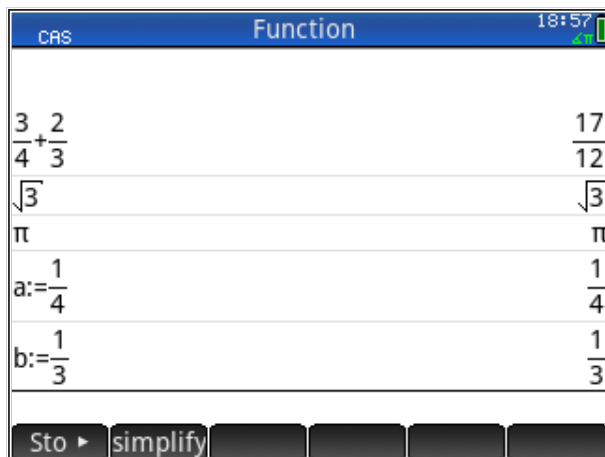 CAS Function 18:57 ∡π
3/4+2/3 17/12
√3 √3
π π
a:=1/4 1/4
b:=1/3 1/3
Sto ► simplify